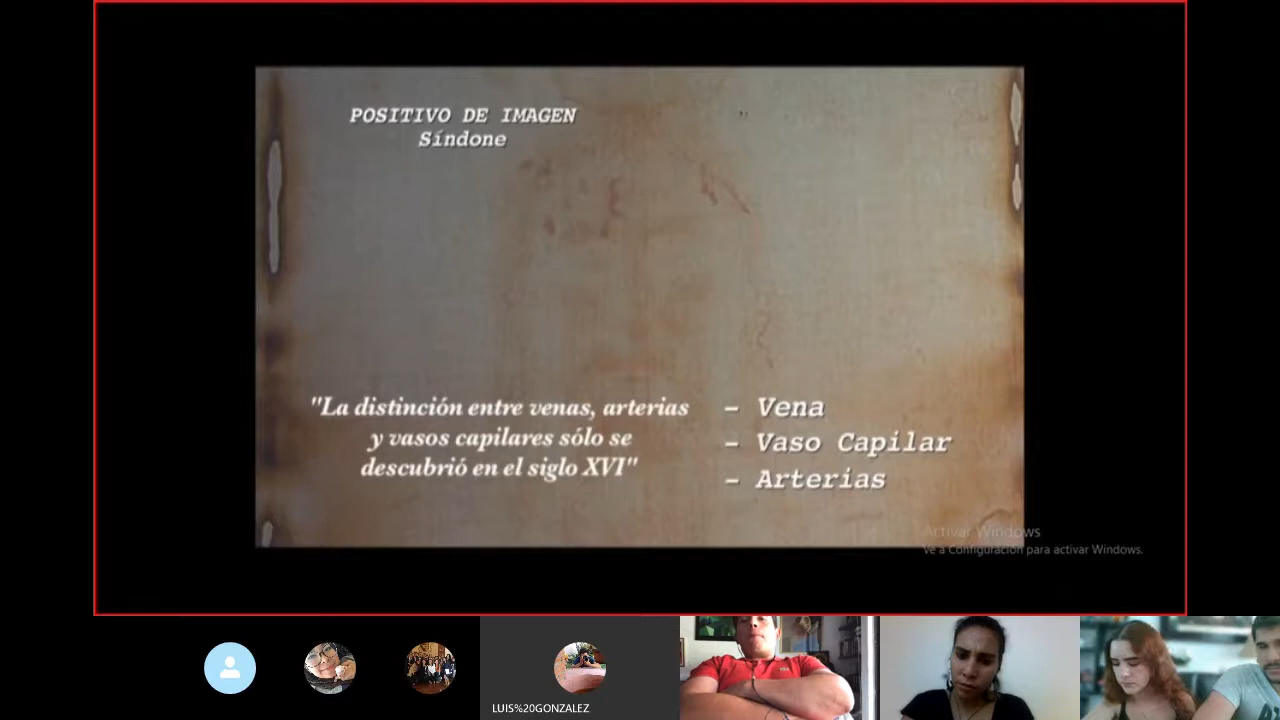 POSITIVO DE IMAGEN
Síndone
"La distinción entre venas, arterias
y vasos capilares sólo se
descubrió en el siglo XVI"
- Vena
- Vaso Capilar
- Arterias
Activar Windows
Ve a Configuración para activar Windows.
LUIS%20GONZALEZ